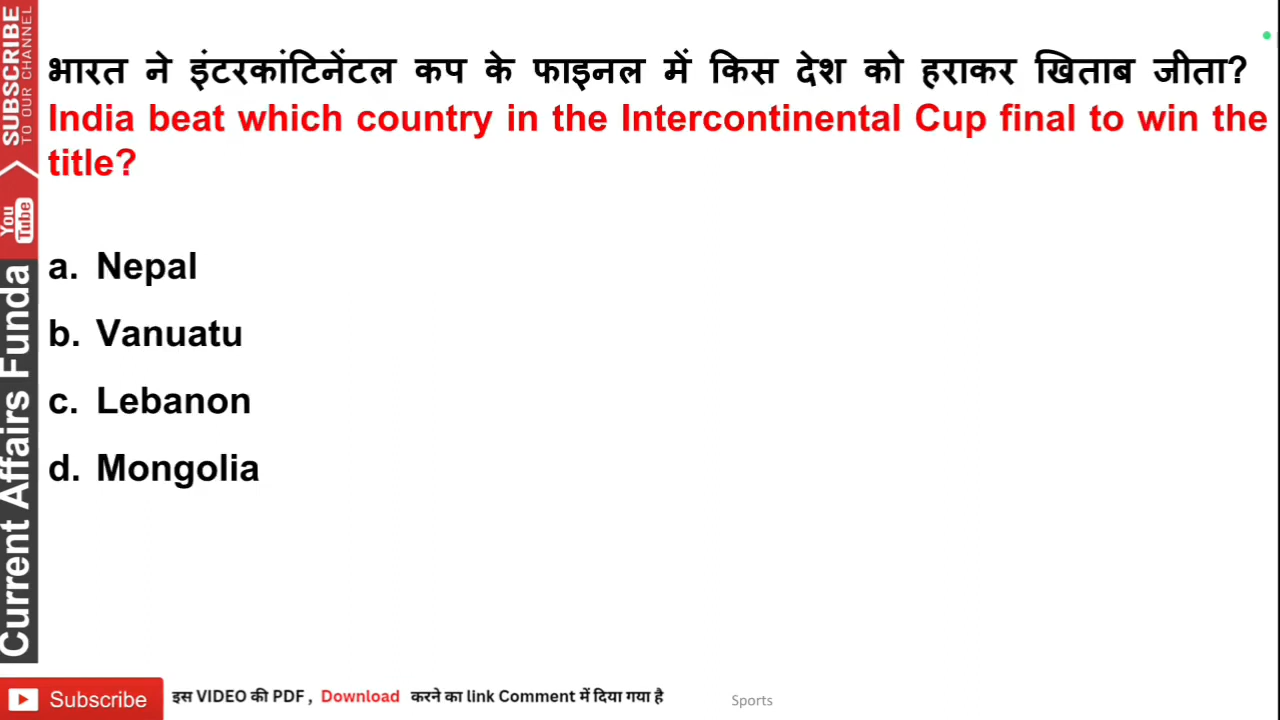 भारत ने इंटरकांटिनेंटल कप के फाइनल में किस देश को हराकर खिताब जीता?
India beat which country in the Intercontinental Cup final to win the
title?
a. Nepal
b. Vanuatu
c. Lebanon
d. Mongolia
SUBSCRIBE
TO OUR CHANNEL
You
Tube
Current Affairs Funda
Subscribe
इस VIDEO की PDF , Download करने का link Comment में दिया गया है
Sports